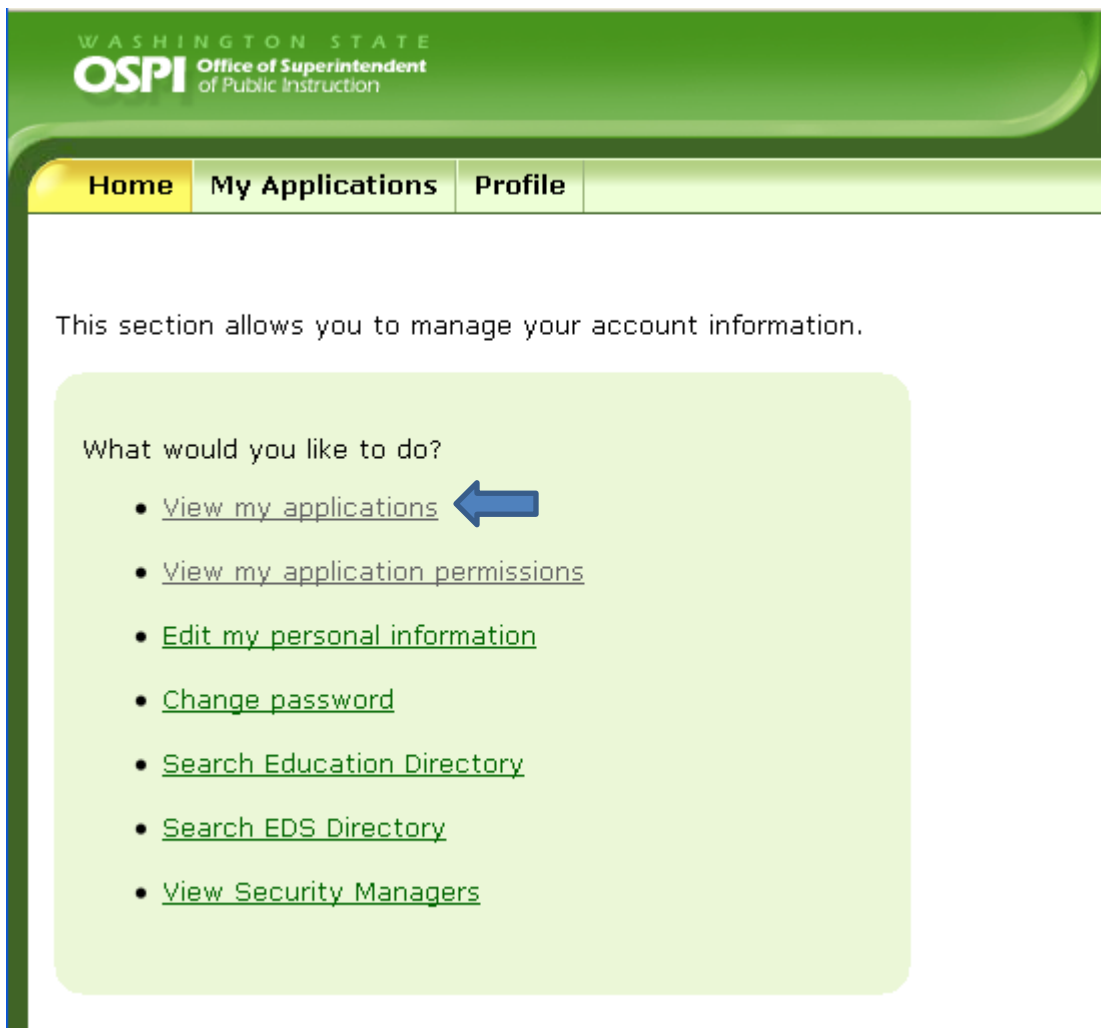 WASHINGTON STATE
OSPI Office of Superintendent
of Public Instruction
Home My Applications Profile
This section allows you to manage your account information.
What would you like to do?
• View my applications
• View my application permissions
• Edit my personal information
• Change password
• Search Education Directory
• Search EDS Directory
• View Security Managers